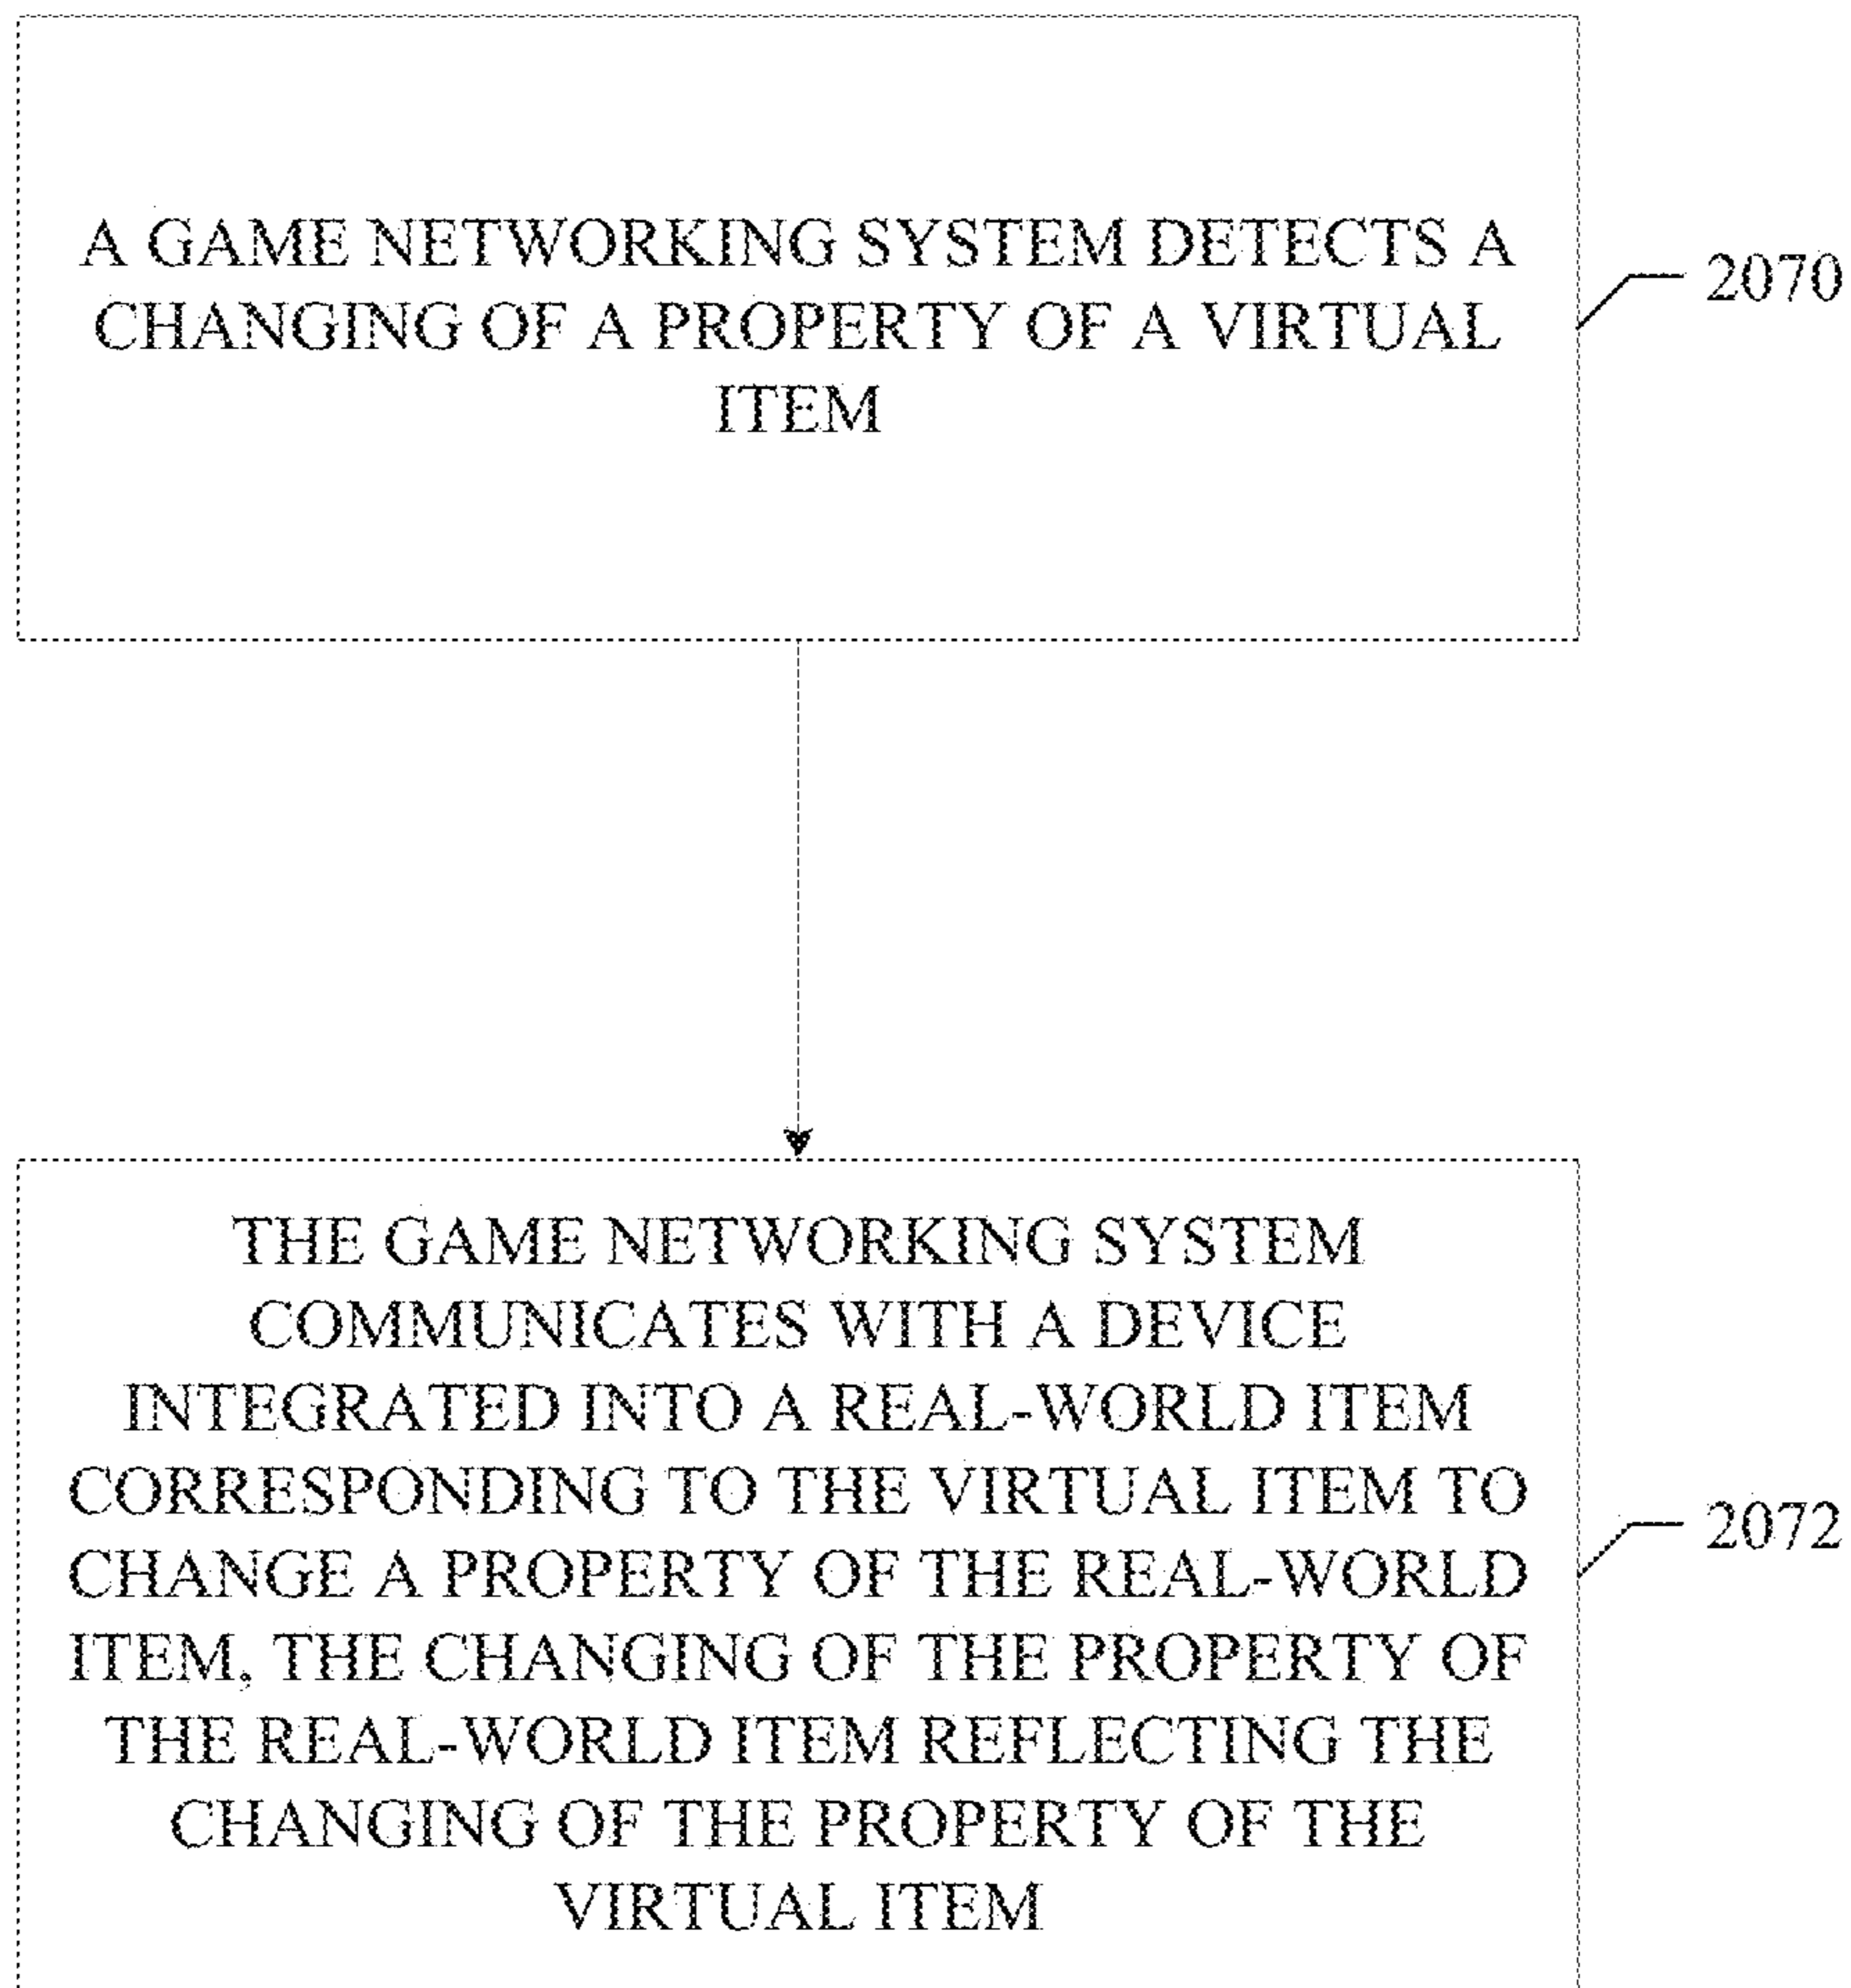 A GAME NETWORKING SYSTEM DETECTS A
CHANGING OF A PROPERTY OF A VIRTUAL
ITEM
2070
THE GAME NETWORKING SYSTEM
COMMUNICATES WITH A DEVICE
INTEGRATED INTO A REAL-WORLD ITEM
CORRESPONDING TO THE VIRTUAL ITEM TO
CHANGE A PROPERTY OF THE REAL-WORLD
ITEM, THE CHANGING OF THE PROPERTY OF
THE REAL-WORLD ITEM REFLECTING THE
CHANGING OF THE PROPERTY OF THE
VIRTUAL ITEM
2072